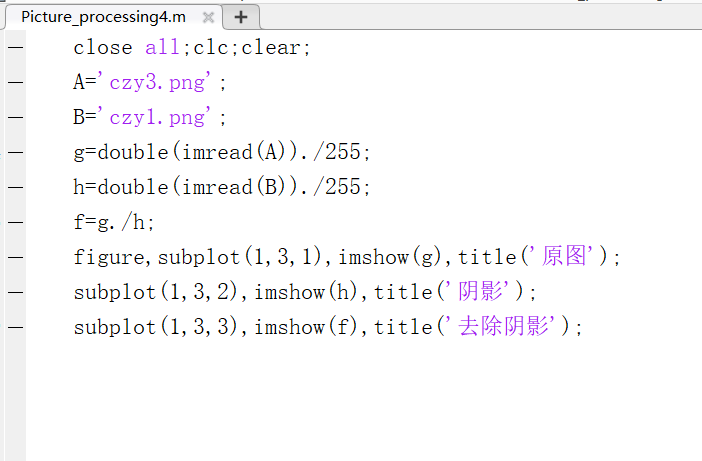 Picture_processing4.m
close all;clc;clear;
A='czy3.png';
B='czy1.png';
g=double(imread(A))./255;
h=double(imread(B))./255;
f=g./h;
figure,subplot(1,3,1),imshow(g),title('原图');
subplot(1,3,2),imshow(h),title('阴影');
subplot(1,3,3),imshow(f),title('去除阴影');